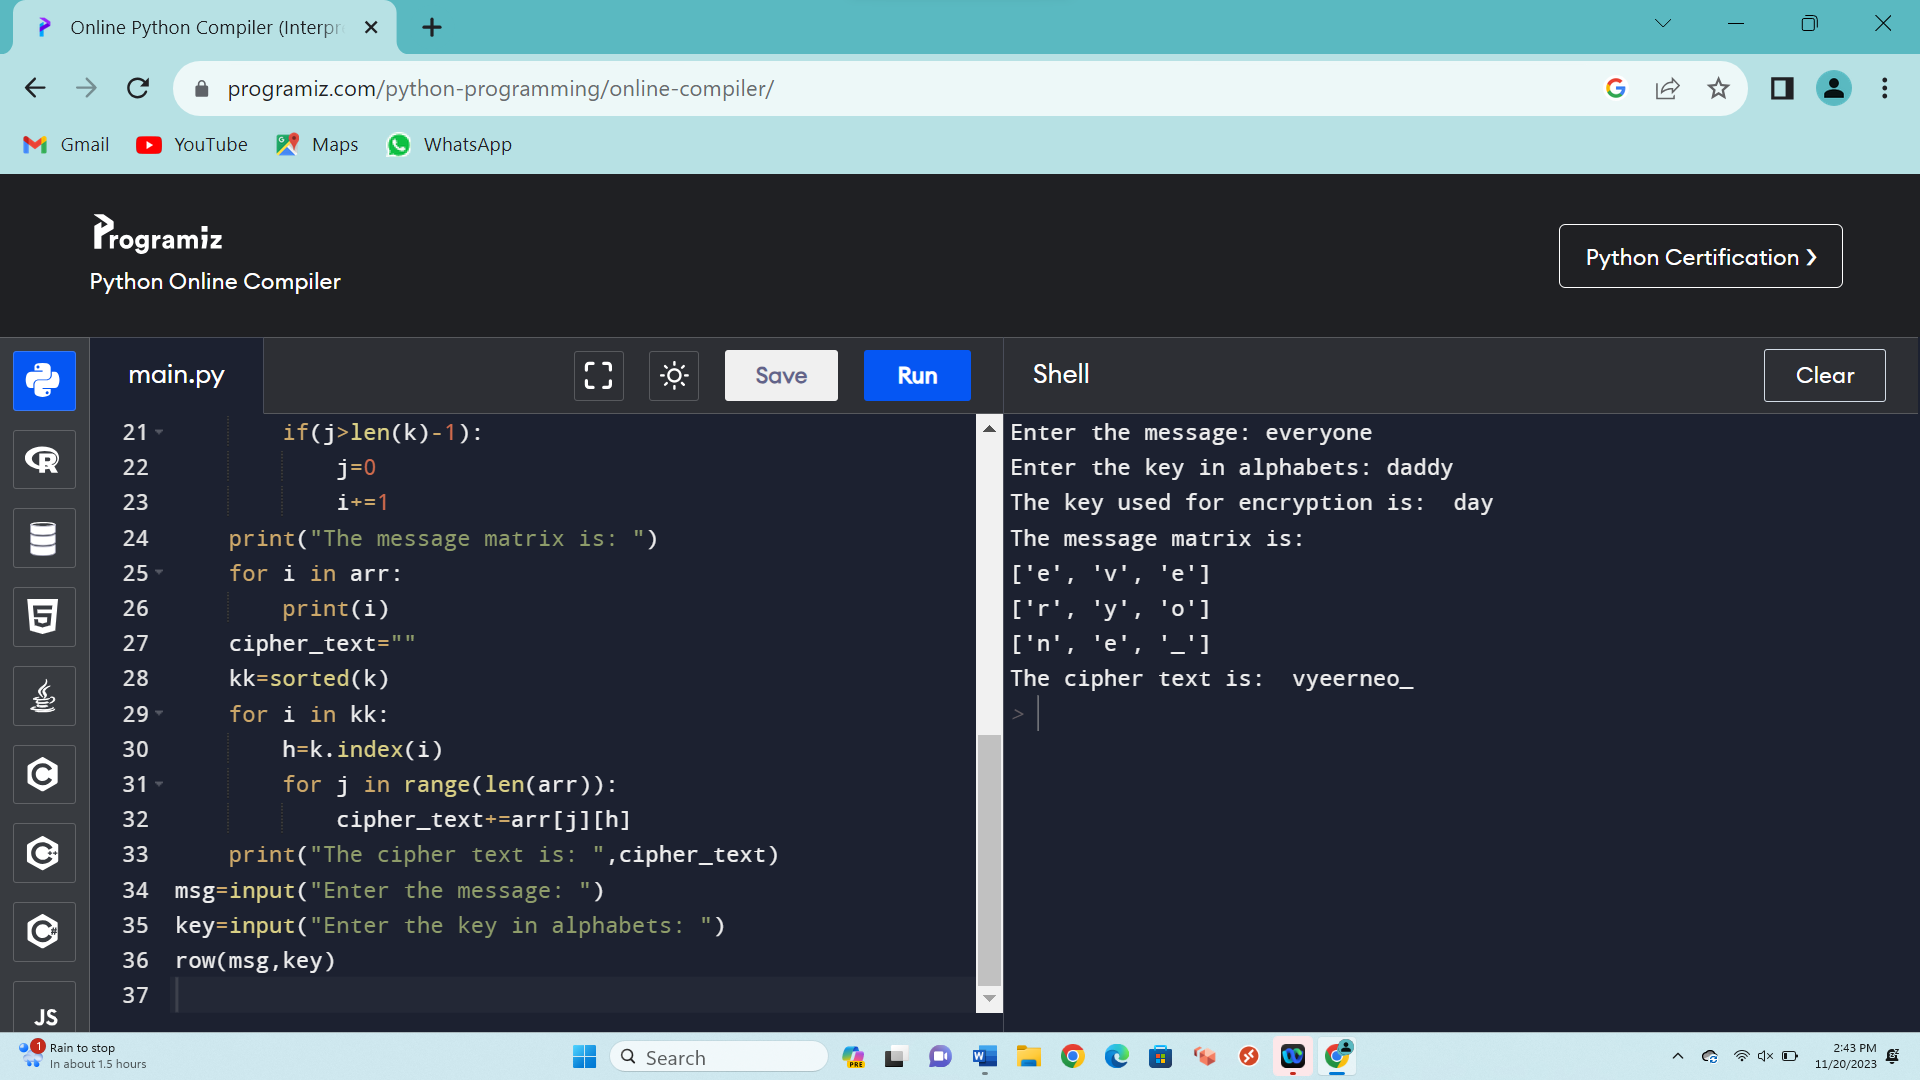 Online Python Compiler (Interpr
programiz.com/python-programming/online-compiler/
Gmail YouTube Maps WhatsApp
Programiz
Python Online Compiler
Python Certification ❯
main.py Save Run
Shell Clear
21 if(j>len(k)-1):
22 j=0
23 i+=1
24 print("The message matrix is: ")
25 for i in arr:
26 print(i)
27 cipher_text=""
28 kk=sorted(k)
29 for i in kk:
30 h=k.index(i)
31 for j in range(len(arr)):
32 cipher_text+=arr[j][h]
33 print("The cipher text is: ",cipher_text)
34 msg=input("Enter the message: ")
35 key=input("Enter the key in alphabets: ")
36 row(msg,key)
37
Enter the message: everyone
Enter the key in alphabets: daddy
The key used for encryption is:  day
The message matrix is:
['e', 'v', 'e']
['r', 'y', 'o']
['n', 'e', '_']
The cipher text is:  vyeerneo_
>
JS
1
Rain to stop
In about 1.5 hours
Search
PRE
2:43 PM
11/20/2023